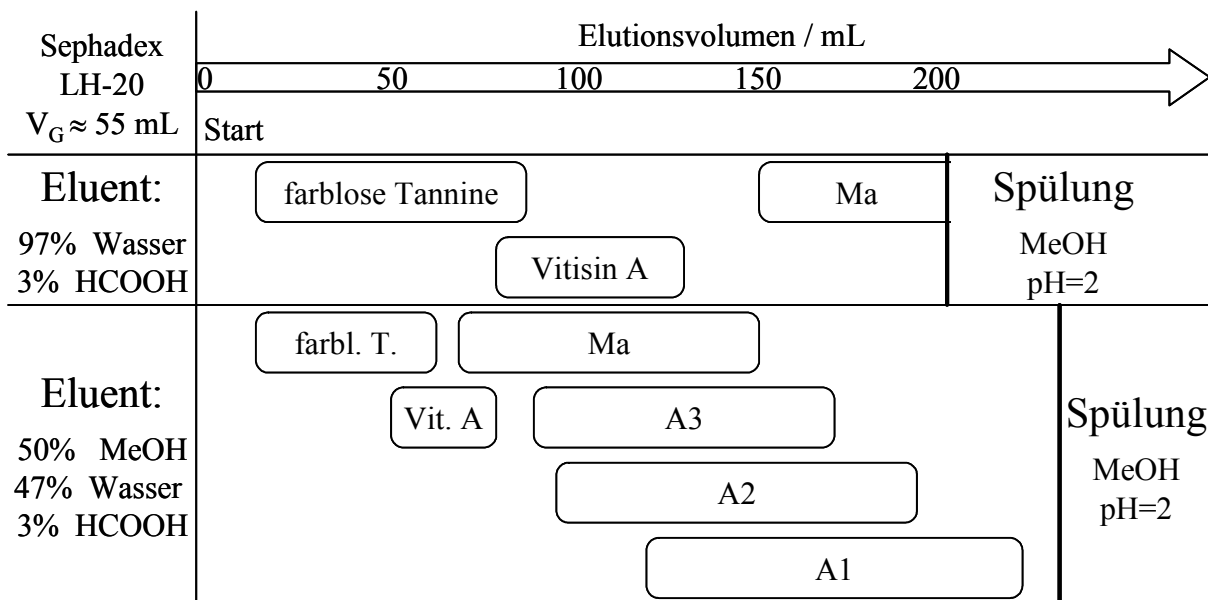 Sephadex
LH-20
V_G ≈ 55 mL
Elutionsvolumen / mL
0 50 100 150 200
Start
Eluent:
97% Wasser
3% HCOOH
farblose Tannine
Ma
Vitisin A
Spülung
MeOH
pH=2
Eluent:
50% MeOH
47% Wasser
3% HCOOH
farbl. T.
Ma
Vit. A
A3
A2
A1
Spülung
MeOH
pH=2